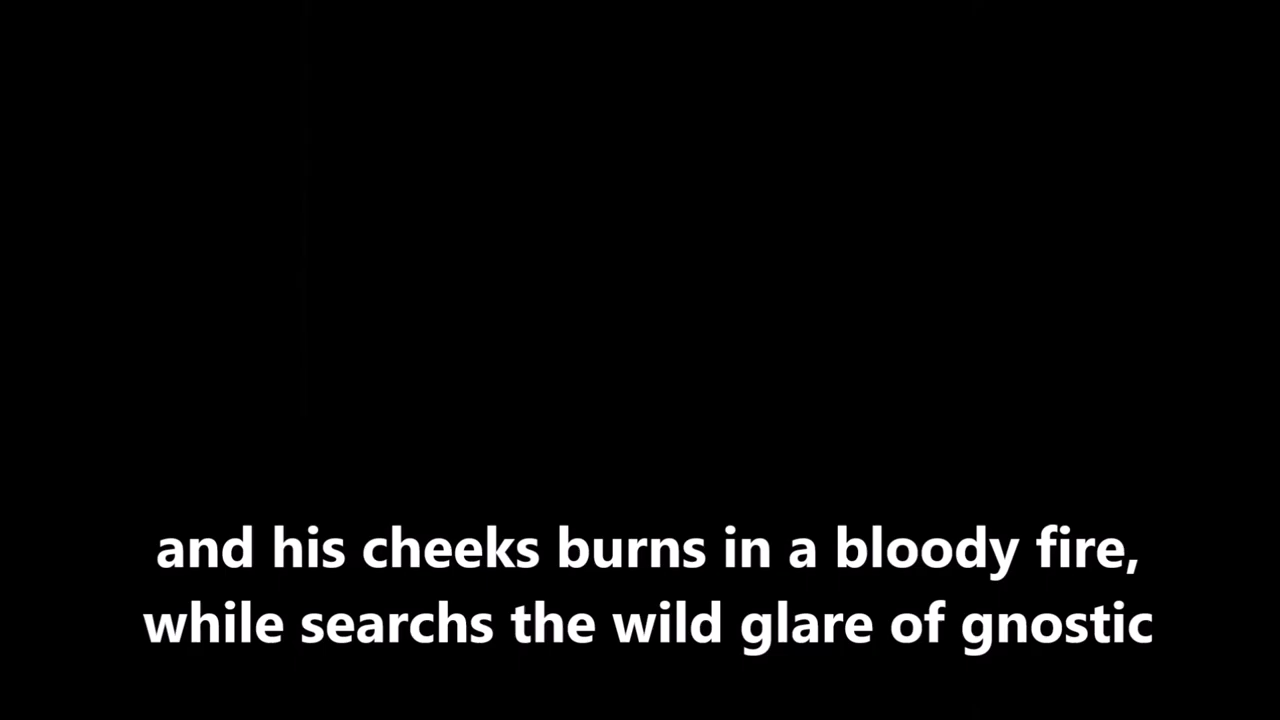 and his cheeks burns in a bloody fire,
while searchs the wild glare of gnostic